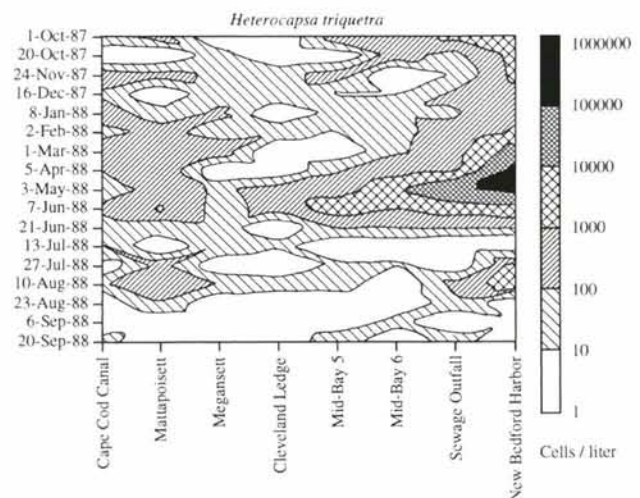 Heterocapsa triquetra
1-Oct-87
20-Oct-87
24-Nov-87
16-Dec-87
8-Jan-88
2-Feb-88
1-Mar-88
5-Apr-88
3-May-88
7-Jun-88
21-Jun-88
13-Jul-88
27-Jul-88
10-Aug-88
23-Aug-88
6-Sep-88
20-Sep-88
Cape Cod Canal
Mattapoisett
Megansett
Cleveland Ledge
Mid-Bay 5
Mid-Bay 6
Sewage Outfall
New Bedford Harbor
1000000
100000
10000
1000
100
10
1
Cells / liter